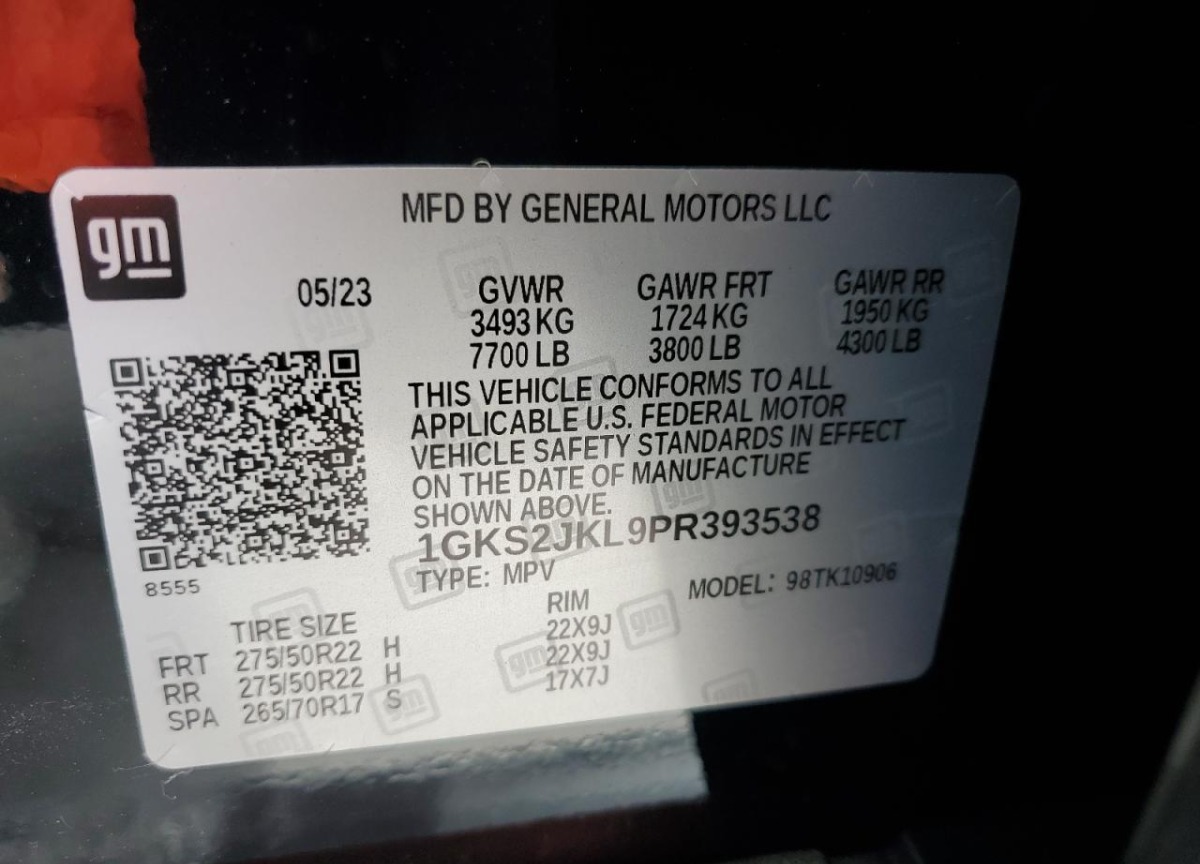 gm
MFD BY GENERAL MOTORS LLC
05/23 GVWR GAWR FRT GAWR RR
3493 KG 1724 KG 1950 KG
7700 LB 3800 LB 4300 LB
THIS VEHICLE CONFORMS TO ALL
APPLICABLE U.S. FEDERAL MOTOR
VEHICLE SAFETY STANDARDS IN EFFECT
ON THE DATE OF MANUFACTURE
SHOWN ABOVE.
1GKS2JKL9PR393538
8555
TYPE: MPV MODEL: 98TK10906
TIRE SIZE RIM
FRT 275/50R22 H 22X9J
RR 275/50R22 H 22X9J
SPA 265/70R17 S 17X7J